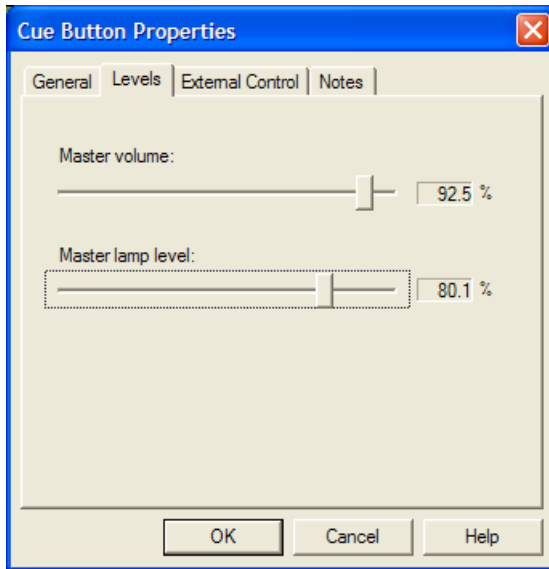 Cue Button Properties
General Levels External Control Notes
Master volume:
92.5 %
Master lamp level:
80.1 %
OK Cancel Help